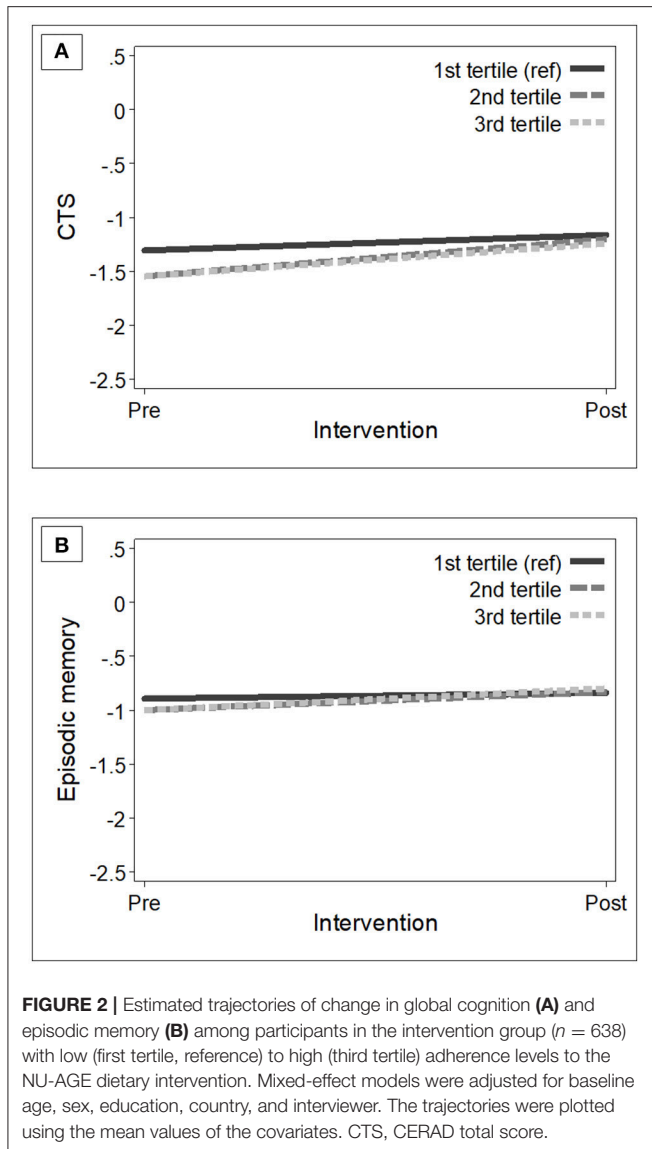 A
.5
0
-.5
-1
-1.5
-2
-2.5
CTS
1st tertile (ref)
2nd tertile
3rd tertile
Pre
Post
Intervention
B
.5
0
-.5
-1
-1.5
-2
-2.5
Episodic memory
1st tertile (ref)
2nd tertile
3rd tertile
Pre
Post
Intervention
FIGURE 2 | Estimated trajectories of change in global cognition (A) and
episodic memory (B) among participants in the intervention group (n = 638)
with low (first tertile, reference) to high (third tertile) adherence levels to the
NU-AGE dietary intervention. Mixed-effect models were adjusted for baseline
age, sex, education, country, and interviewer. The trajectories were plotted
using the mean values of the covariates. CTS, CERAD total score.